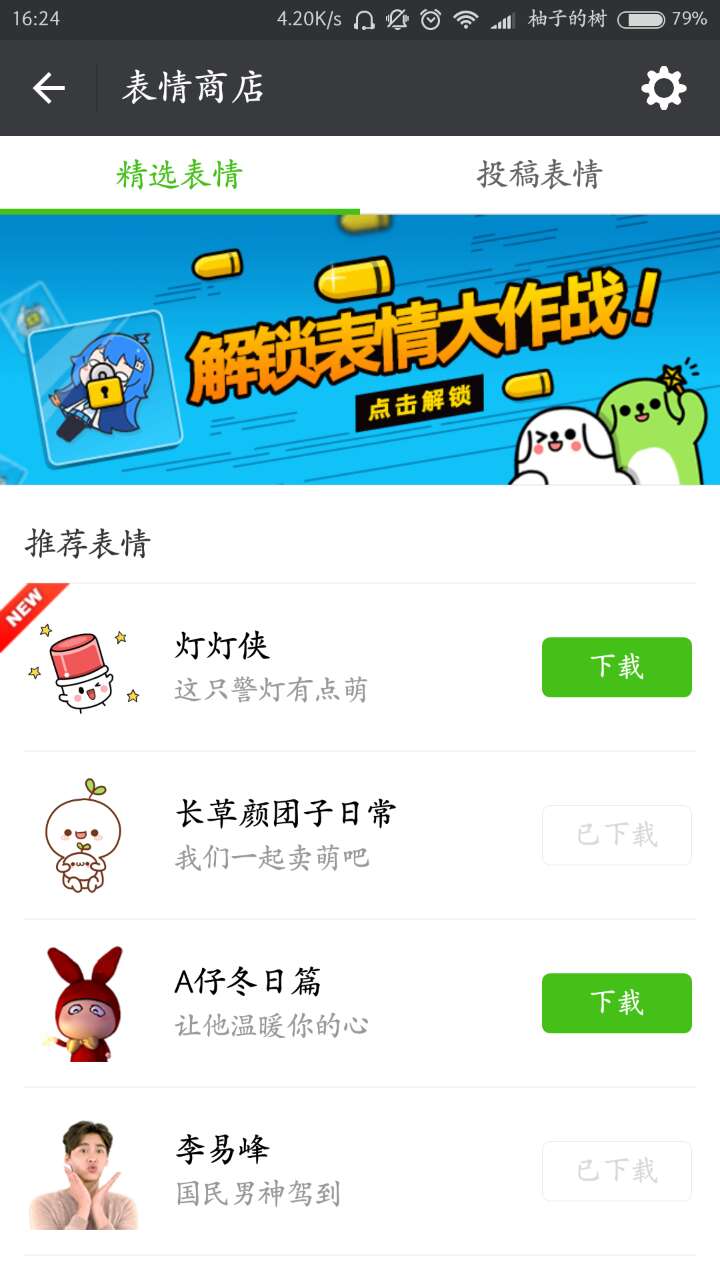 16:24 4.20K/s 柚子的树 79%
表情商店
精选表情 投稿表情
解锁表情大作战!
点击解锁
推荐表情
NEW
灯灯侠
这只警灯有点萌
下载
长草颜团子日常
我们一起卖萌吧
已下载
A仔冬日篇
让他温暖你的心
下载
李易峰
国民男神驾到
已下载